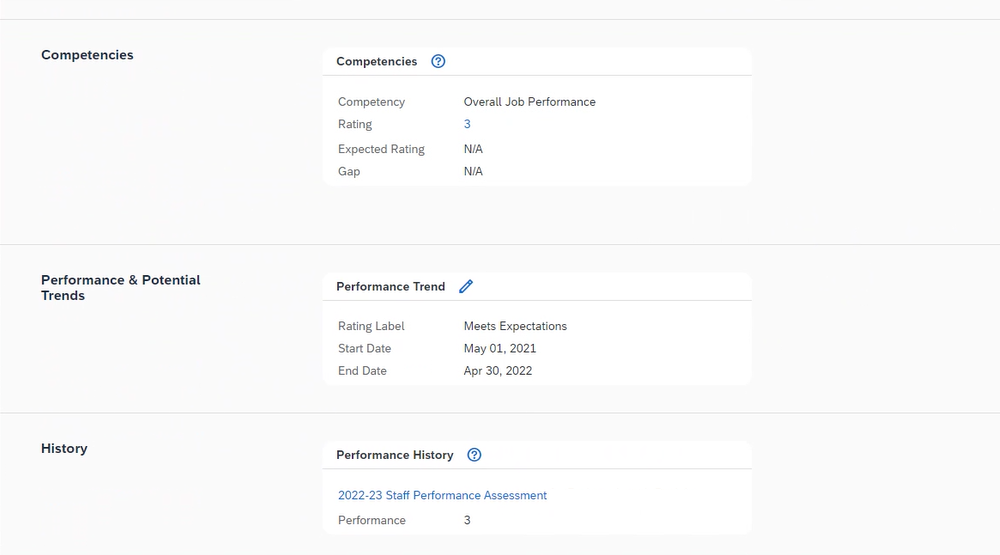 Competencies
Competencies
Competency Overall Job Performance
Rating 3
Expected Rating N/A
Gap N/A
Performance & Potential
Trends
Performance Trend
Rating Label Meets Expectations
Start Date May 01, 2021
End Date Apr 30, 2022
History
Performance History
2022-23 Staff Performance Assessment
Performance 3